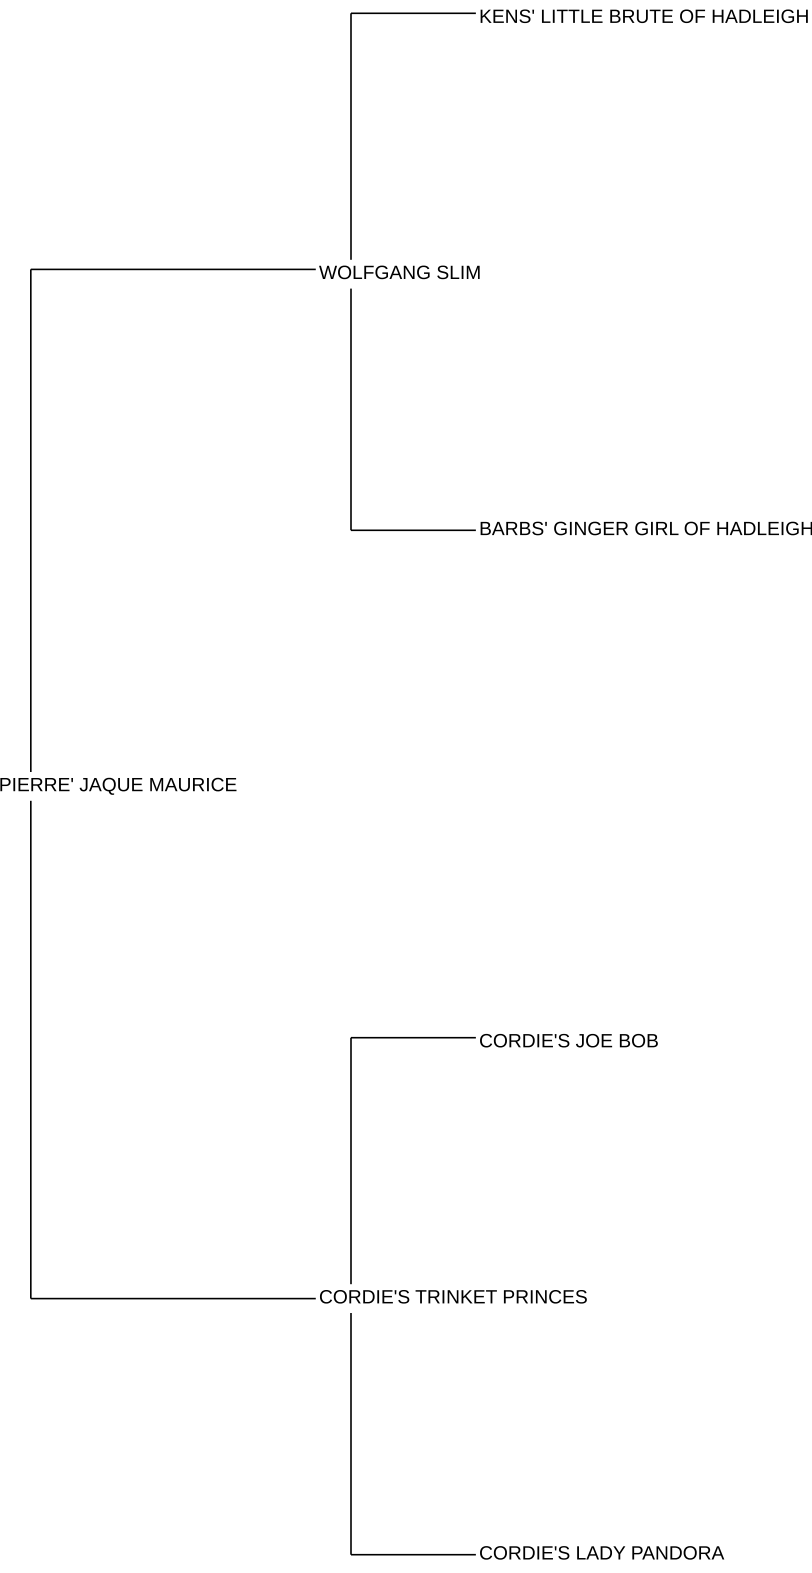 KENS' LITTLE BRUTE OF HADLEIGH
WOLFGANG SLIM
BARBS' GINGER GIRL OF HADLEIGH
PIERRE' JAQUE MAURICE
CORDIE'S JOE BOB
CORDIE'S TRINKET PRINCES
CORDIE'S LADY PANDORA